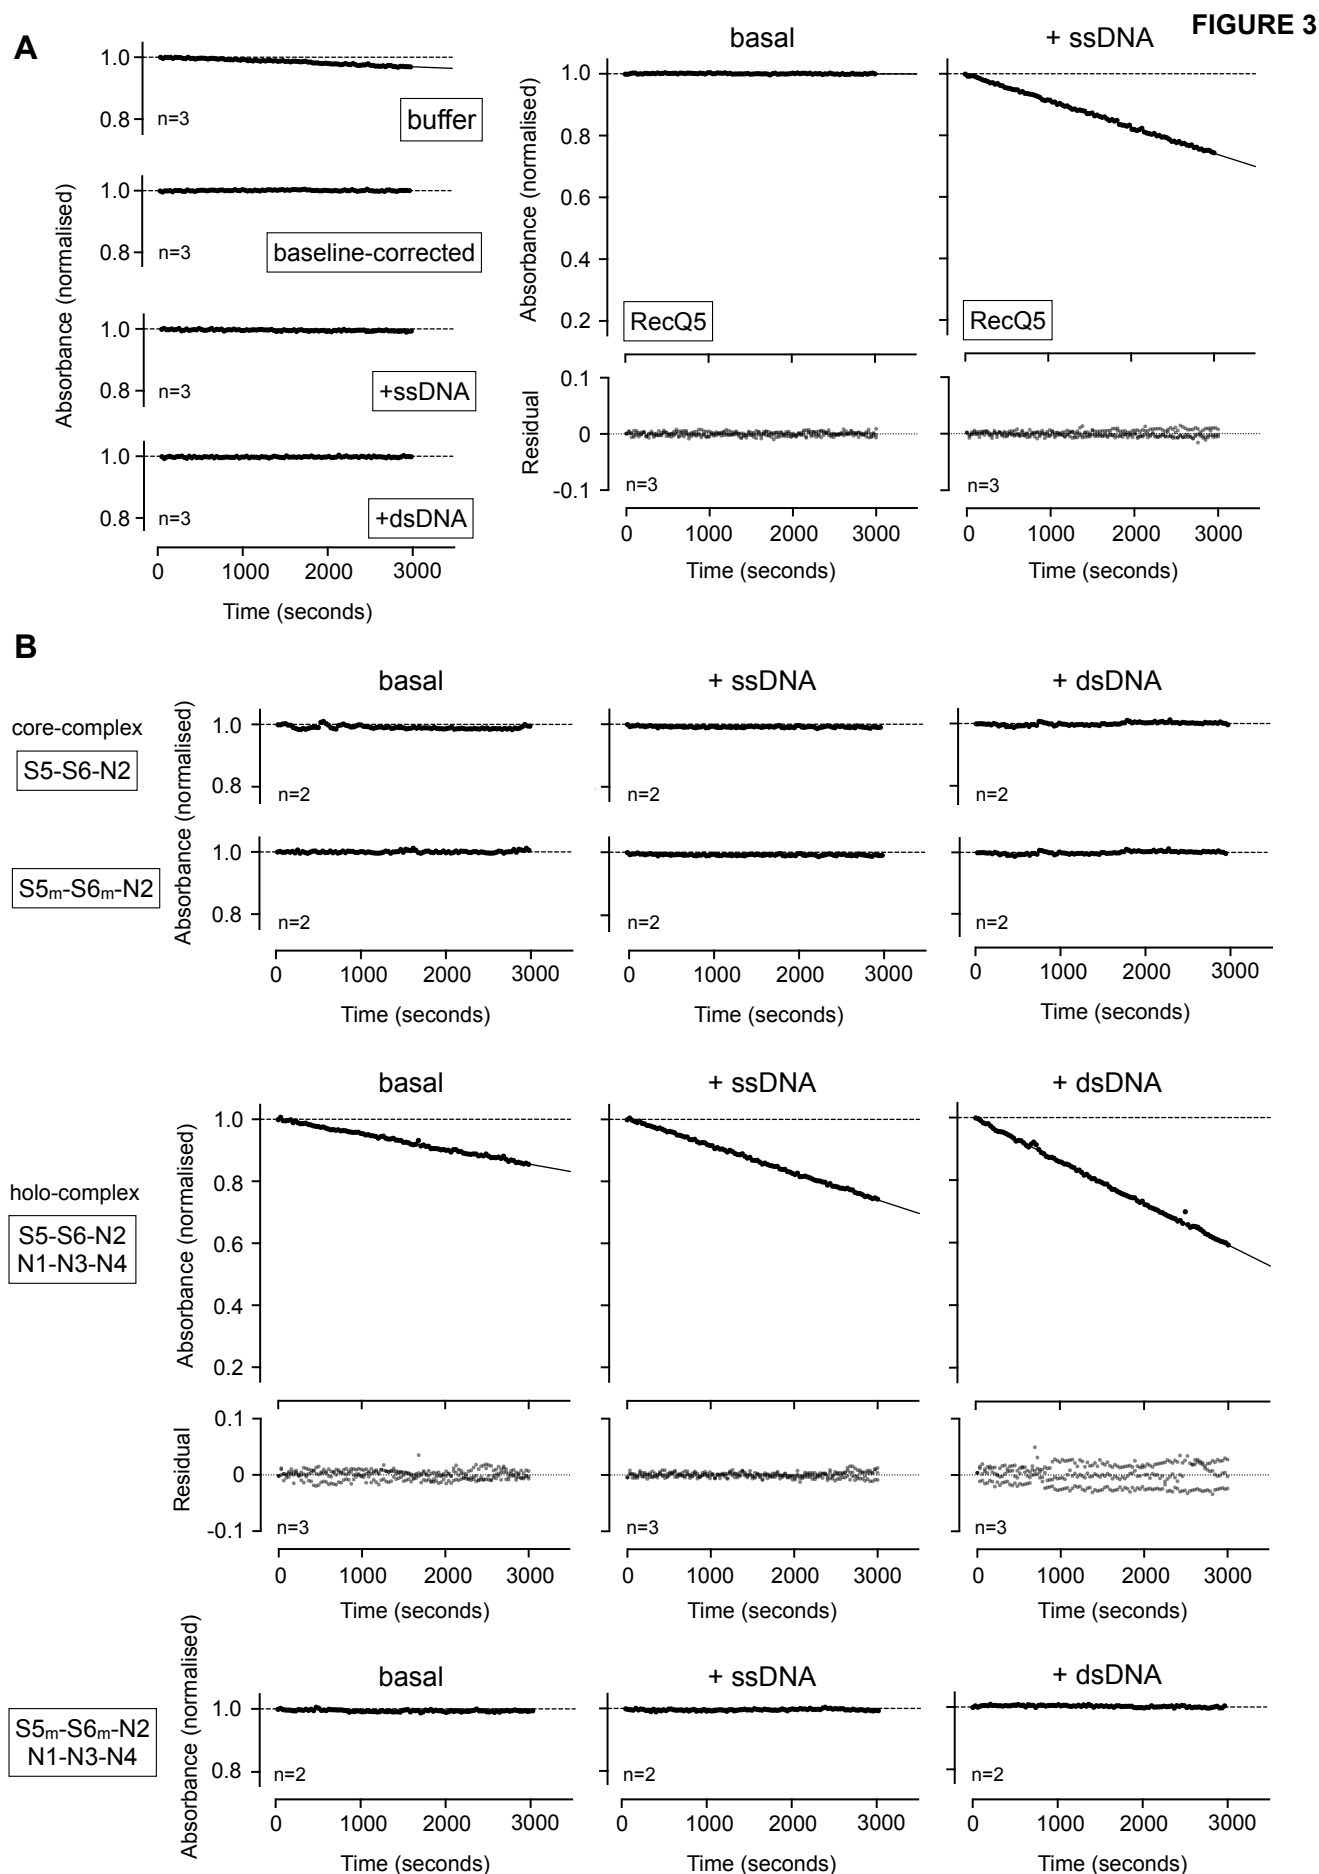 FIGURE 3
A
Absorbance (normalised)
1.0
0.8
n=3
buffer
1.0
0.8
n=3
baseline-corrected
1.0
0.8
n=3
+ssDNA
1.0
0.8
n=3
+dsDNA
0 1000 2000 3000
Time (seconds)
basal
+ ssDNA
Absorbance (normalised)
1.0
0.8
0.6
0.4
0.2
RecQ5
RecQ5
Residual
0.1
0
-0.1
n=3
n=3
0 1000 2000 3000
0 1000 2000 3000
Time (seconds)
Time (seconds)
B
basal
+ ssDNA
+ dsDNA
core-complex
S5-S6-N2
Absorbance (normalised)
1.0
0.8
n=2
n=2
n=2
S5m-S6m-N2
1.0
0.8
n=2
n=2
n=2
0 1000 2000 3000
0 1000 2000 3000
0 1000 2000 3000
Time (seconds)
Time (seconds)
Time (seconds)
basal
+ ssDNA
+ dsDNA
holo-complex
S5-S6-N2
N1-N3-N4
Absorbance (normalised)
1.0
0.8
0.6
0.4
0.2
Residual
0.1
0
-0.1
n=3
n=3
n=3
0 1000 2000 3000
0 1000 2000 3000
0 1000 2000 3000
Time (seconds)
Time (seconds)
Time (seconds)
basal
+ ssDNA
+ dsDNA
S5m-S6m-N2
N1-N3-N4
Absorbance (normalised)
1.0
0.8
n=2
n=2
n=2
0 1000 2000 3000
0 1000 2000 3000
0 1000 2000 3000
Time (seconds)
Time (seconds)
Time (seconds)